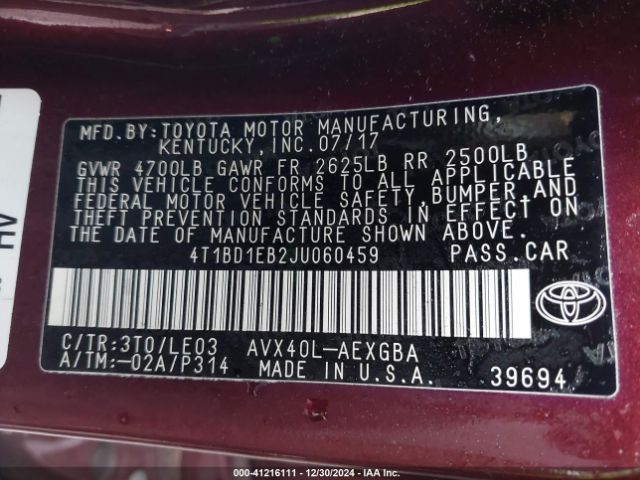 MFD. BY: TOYOTA MOTOR MANUFACTURING,
KENTUCKY, INC. 07/17
GVWR 4700LB GAWR FR 2625LB RR 2500LB
THIS VEHICLE CONFORMS TO ALL APPLICABLE
FEDERAL MOTOR VEHICLE SAFETY, BUMPER, AND
THEFT PREVENTION STANDARDS IN EFFECT ON
THE DATE OF MANUFACTURE SHOWN ABOVE.
4T1BD1EB2JU060459 PASS. CAR
C/TR: 3T0/LE03 AVX40L-AEXGBA
A/TM: -02A/P314 MADE IN U.S.A. 39694
HV
000-41216111 - 12/30/2024 - IAA Inc.